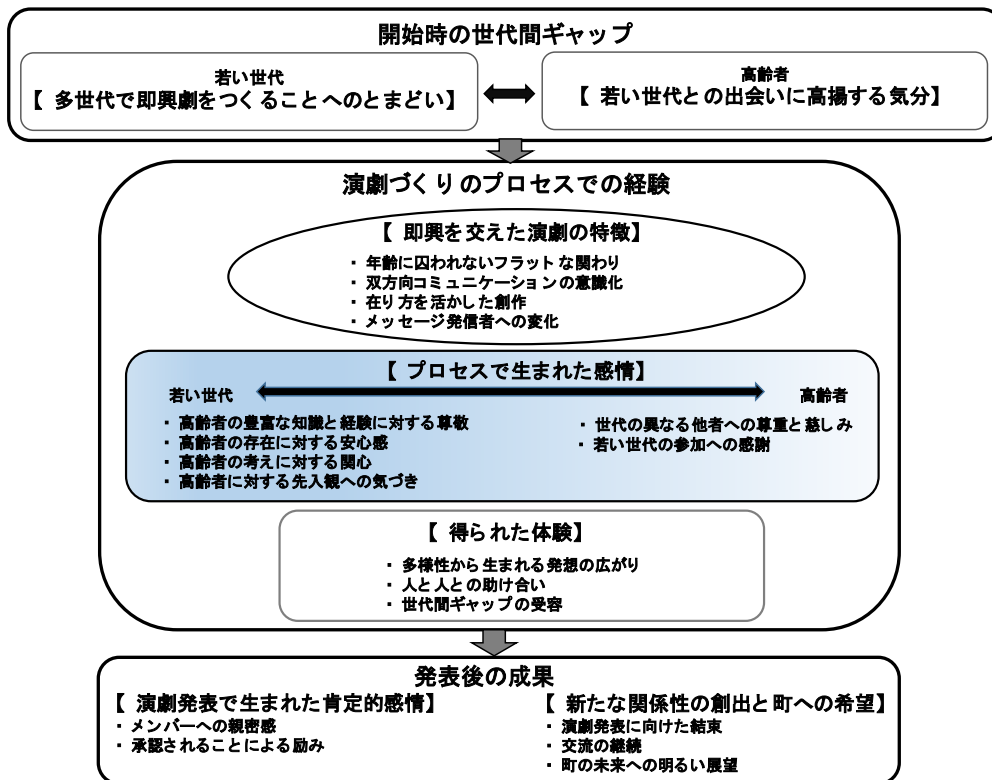 開始時の世代間ギャップ
若い世代
【多世代で即興劇をつくることへのとまどい】
高齢者
【若い世代との出会いに高揚する気分】
演劇づくりのプロセスでの経験
【即興を交えた演劇の特徴】
・年齢に囚われないフラットな関わり
・双方向コミュニケーションの意識化
・在り方を活かした創作
・メッセージ発信者への変化
【プロセスで生まれた感情】
若い世代
・高齢者の豊富な知識と経験に対する尊敬
・高齢者の存在に対する安心感
・高齢者の考えに対する関心
・高齢者に対する先入観への気づき
高齢者
・世代の異なる他者への尊重と慈しみ
・若い世代の参加への感謝
【得られた体験】
・多様性から生まれる発想の広がり
・人と人との助け合い
・世代間ギャップの受容
発表後の成果
【演劇発表で生まれた肯定的感情】
・メンバーへの親密感
・承認されることによる励み
【新たな関係性の創出と町への希望】
・演劇発表に向けた結束
・交流の継続
・町の未来への明るい展望